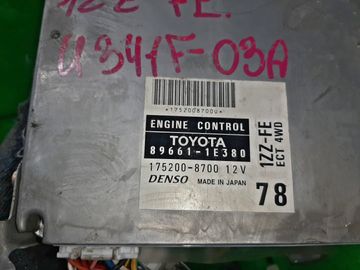 1ZZ FE.
U341F-03A
*1752008700U*
ENGINE CONTROL
TOYOTA
89661-1E380
175200-8700 12V
DENSO MADE IN JAPAN
1ZZ-FE
ECT 4WD
78